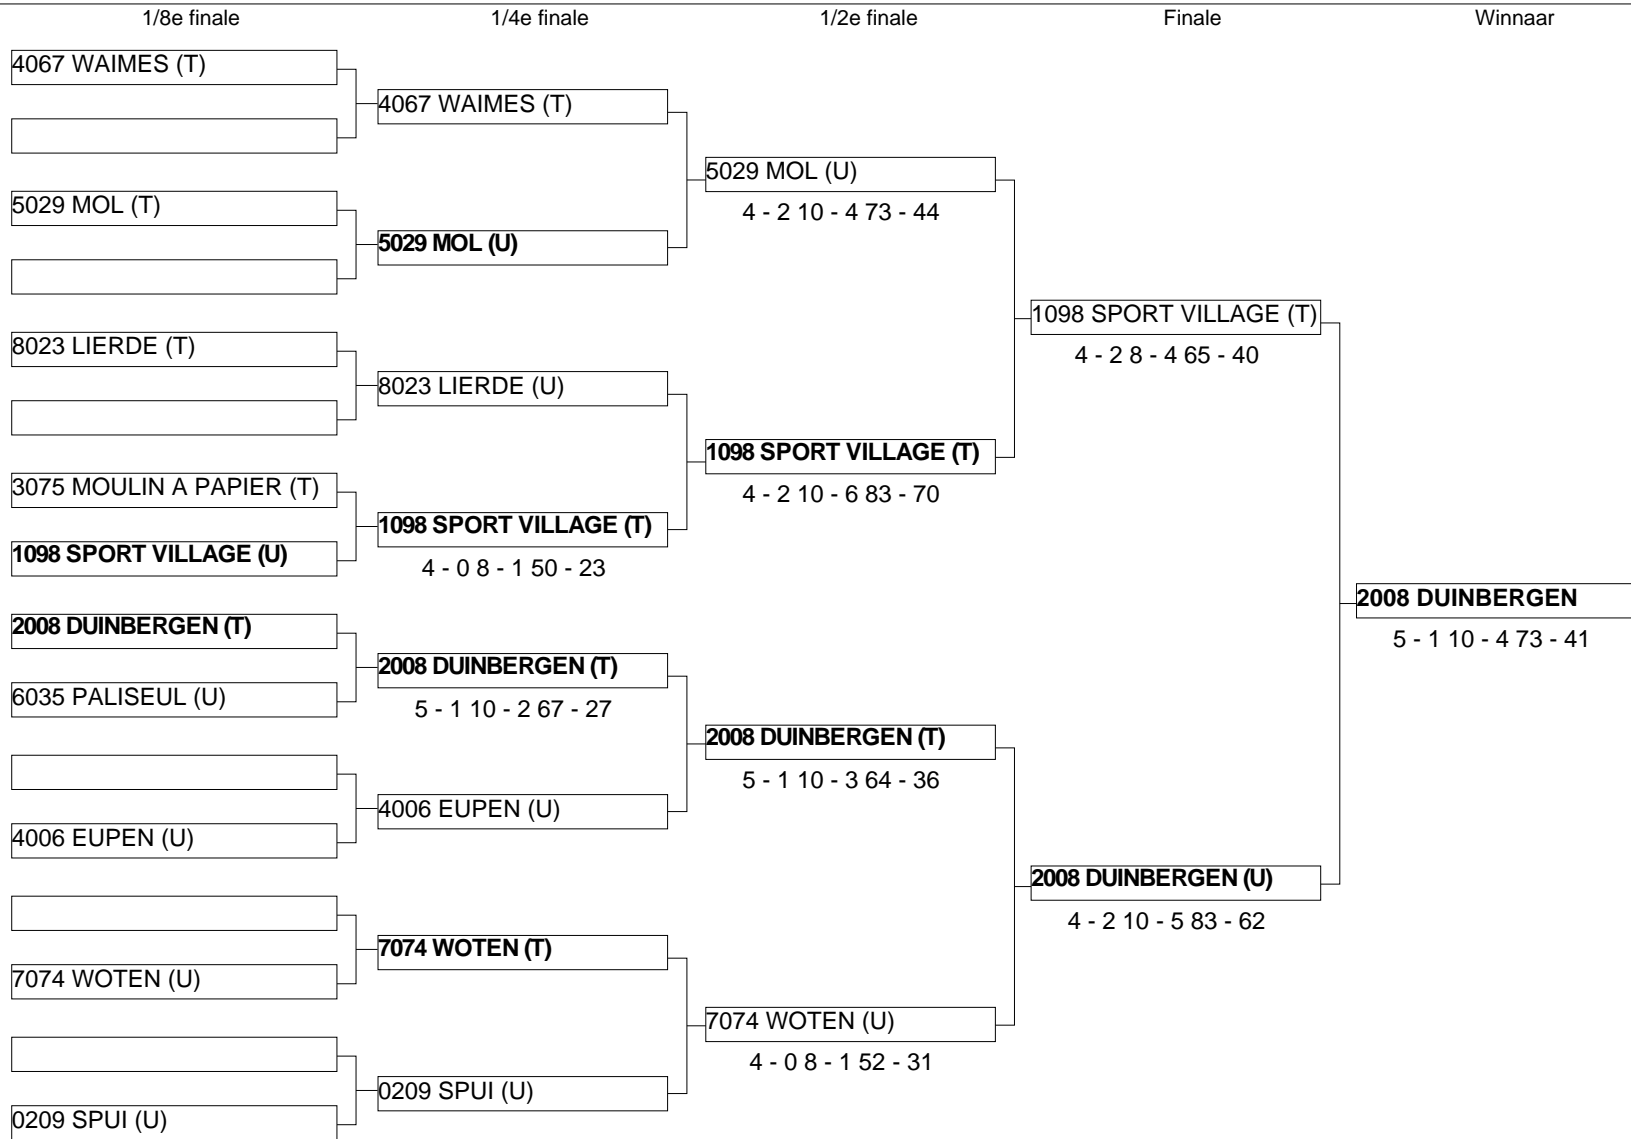 1/8e finale
1/4e finale
1/2e finale
Finale
Winnaar
4067 WAIMES (T)
5029 MOL (T)
8023 LIERDE (T)
3075 MOULIN A PAPIER (T)
1098 SPORT VILLAGE (U)
2008 DUINBERGEN (T)
6035 PALISEUL (U)
4006 EUPEN (U)
7074 WOTEN (U)
0209 SPUI (U)
4067 WAIMES (T)
5029 MOL (U)
8023 LIERDE (U)
1098 SPORT VILLAGE (T)
4 - 0 8 - 1 50 - 23
2008 DUINBERGEN (T)
5 - 1 10 - 2 67 - 27
4006 EUPEN (U)
7074 WOTEN (T)
0209 SPUI (U)
5029 MOL (U)
4 - 2 10 - 4 73 - 44
1098 SPORT VILLAGE (T)
4 - 2 10 - 6 83 - 70
2008 DUINBERGEN (T)
5 - 1 10 - 3 64 - 36
7074 WOTEN (U)
4 - 0 8 - 1 52 - 31
1098 SPORT VILLAGE (T)
4 - 2 8 - 4 65 - 40
2008 DUINBERGEN (U)
4 - 2 10 - 5 83 - 62
2008 DUINBERGEN
5 - 1 10 - 4 73 - 41